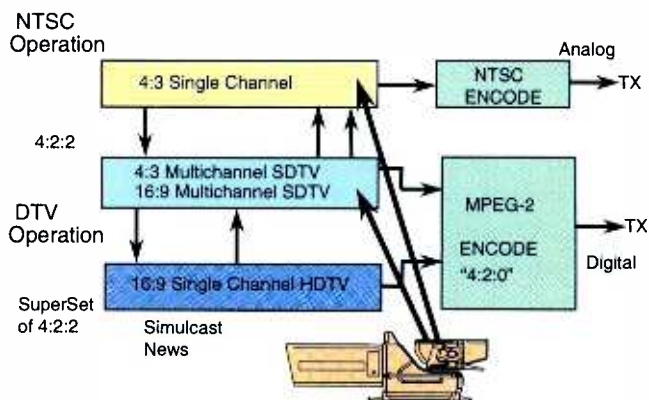 NTSC
Operation
4:3 Single Channel
NTSC
ENCODE
Analog
TX
4:2:2
4:3 Multichannel SDTV
16:9 Multichannel SDTV
DTV
Operation
MPEG-2
ENCODE
"4:2:0"
TX
Digital
16:9 Single Channel HDTV
SuperSet
of 4:2:2
Simulcast
News